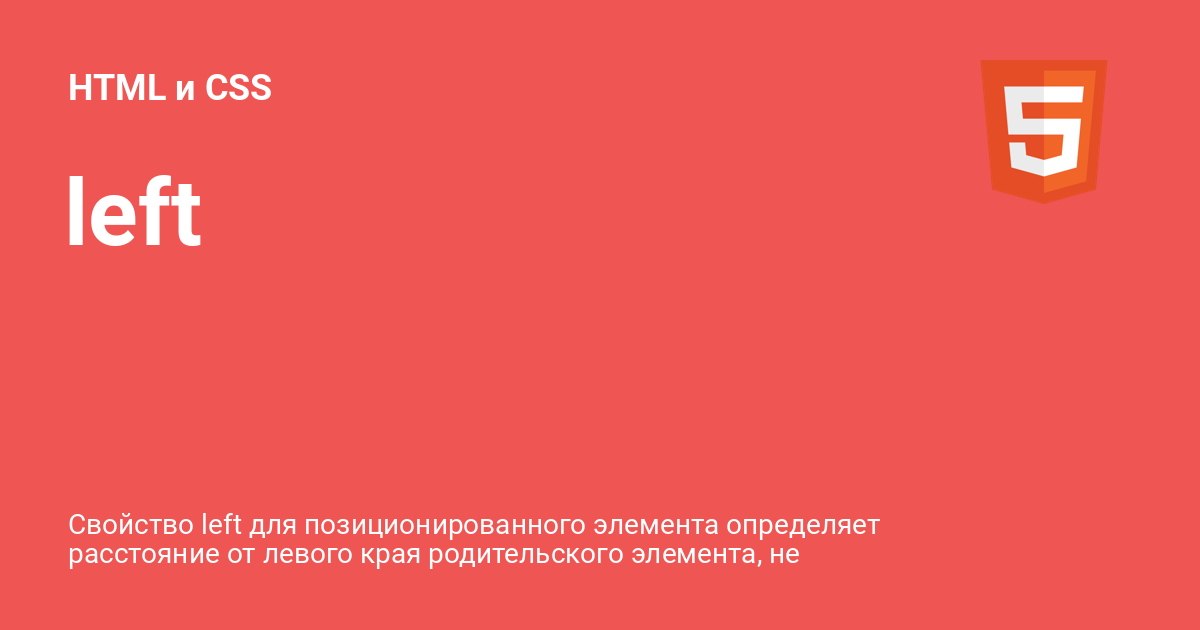 HTML и CSS
left
Свойство left для позиционированного элемента определяет
расстояние от левого края родительского элемента, не